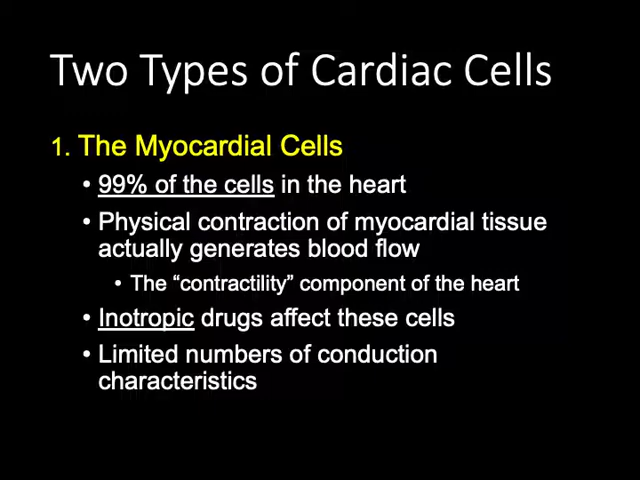 Two Types of Cardiac Cells
1. The Myocardial Cells
• 99% of the cells in the heart
• Physical contraction of myocardial tissue
actually generates blood flow
• The “contractility” component of the heart
• Inotropic drugs affect these cells
• Limited numbers of conduction
characteristics